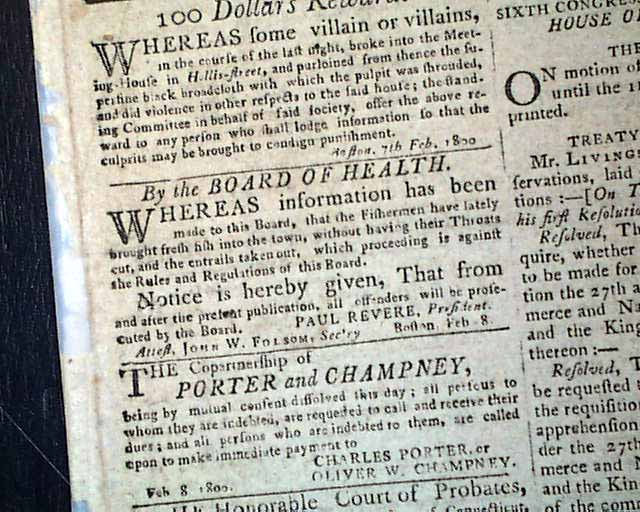 100 Dollars Reward
WHEREAS ſome villain or villains,
in the courſe of the laſt night, broke into the Meet-
ing-Houſe in Hollis-ſtreet, and purloined from thence the ſu-
perfine black broadcloth with which the pulpit was ſhrouded,
and did violence in other reſpects to the ſaid houſe; the ſtand-
ing Committee in behalf of ſaid ſociety, offer the above re-
ward to any perſon who ſhall lodge information ſo that the
culprits may be brought to condign puniſhment.
Boſton, 7th Feb. 1800
By the BOARD OF HEALTH.
WHEREAS information has been
made to this Board, that the Fiſhermen have lately
brought freſh fiſh into the town, without having their Throats
cut, and the entrails taken out, which proceeding is againſt
the Rules and Regulations of this Board.
Notice is hereby given, That from
and after the preſent publication, all offenders will be proſe-
cuted by the Board. PAUL REVERE, Preſident.
Atteſt, JOHN W. FOLSOM, Sec'ry Boſton, Feb 8.
THE Copartnerſhip of
PORTER and CHAMPNEY,
being by mutual conſent diſſolved this day; all perſons to
whom they are indebted, are requeſted to call and receive their
dues; and all perſons who are indebted to them, are called
upon to make immediate payment to
CHARLES PORTER, or
OLIVER W. CHAMPNEY.
Feb 8 1800.
Honorable Court of Probates,
Connecticut,
SIXTH CONGRESS
HOUSE OF
ON motion of
until the 11
printed.
TREATY
Mr. LIVINGS
ſervations, laid
tions :—[On T
his firſt Reſolutio
Reſolved, Th
quire, whether
to be made for
tion the 27th a
merce and N
and the King
thereon :—
Reſolved, T
be requeſted
the requiſition
apprehenſion
der the 27th
merce and N
and the King
of the com